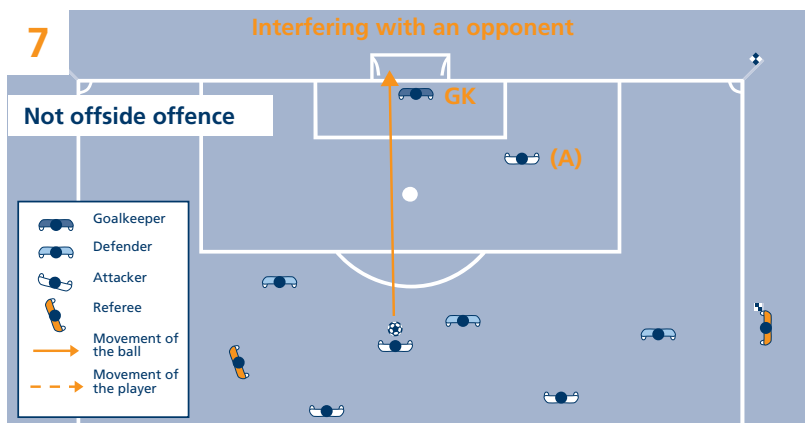 7
Interfering with an opponent
GK
Not offside offence
(A)
Goalkeeper
Defender
Attacker
Referee
Movement of
the ball
Movement of
the player